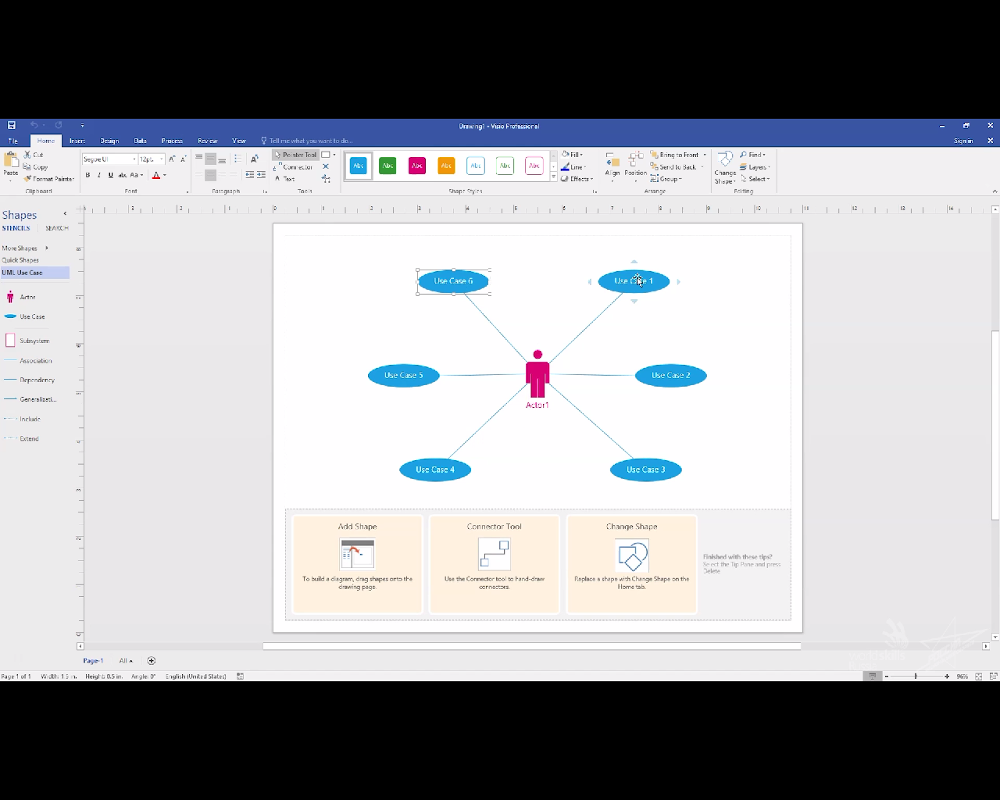 Drawing1 - Visio Professional
File Home Insert Design Data Process Review View Tell me what you want to do... Sign in
Paste Cut Copy Format Painter Clipboard
Segoe UI 12pt. A A B I U abc Aa A Font
Paragraph
Pointer Tool Connector A Text Tools
Abc Abc Abc Abc Abc Abc Abc Shape Styles
Fill Line Effects
Align Position Bring to Front Send to Back Group Arrange
Change Shape Find Layers Select Editing
Shapes
STENCILS SEARCH
More Shapes
Quick Shapes
UML Use Case
Actor
Use Case
Subsystem
Association
Dependency
Generalizati...
Include
Extend
Use Case 6
Use Case 1
Use Case 5
Use Case 2
Actor1
Use Case 4
Use Case 3
Add Shape
To build a diagram, drag shapes onto the
drawing page.
Connector Tool
Use the Connector tool to hand-draw
connectors.
Change Shape
Replace a shape with Change Shape on the
Home tab.
Finished with these tips?
Select the Tip Pane and press
Delete
Page-1 All
Page 1 of 1 Width: 1.5 in. Height: 0.5 in. Angle: 0° English (United States) 96%